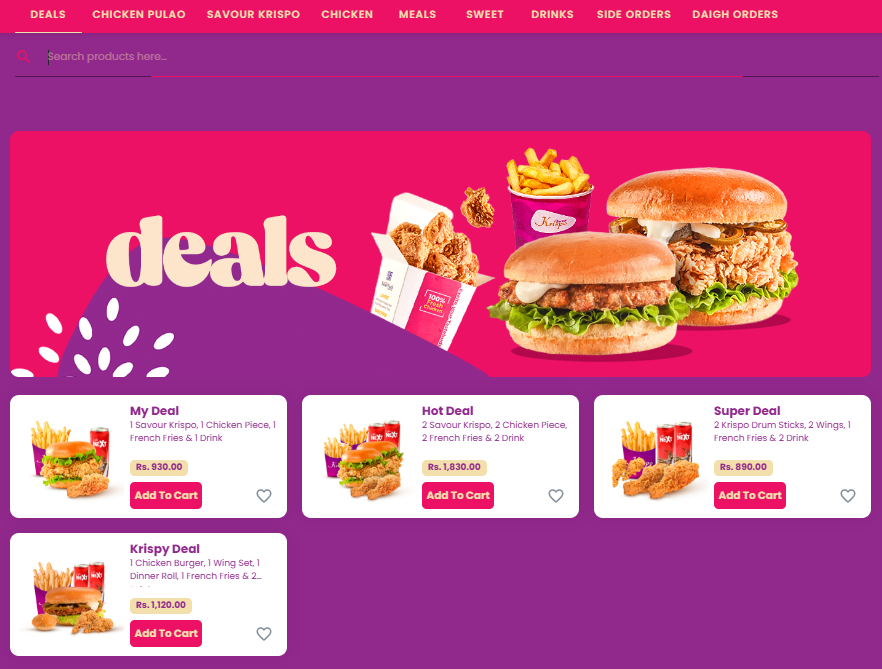 DEALS CHICKEN PULAO SAVOUR KRISPO CHICKEN MEALS SWEET DRINKS SIDE ORDERS DAIGH ORDERS
Search products here...
deals
Krispo
100%
Fresh
Chicken
My Deal
1 Savour Krispo, 1 Chicken Piece, 1
French Fries & 1 Drink
Rs. 930.00
Add To Cart
Hot Deal
2 Savour Krispo, 2 Chicken Piece,
2 French Fries & 2 Drink
Rs. 1,830.00
Add To Cart
Super Deal
2 Krispo Drum Sticks, 2 Wings, 1
French Fries & 2 Drink
Rs. 890.00
Add To Cart
Krispy Deal
1 Chicken Burger, 1 Wing Set, 1
Dinner Roll, 1 French Fries & 2...
Rs. 1,120.00
Add To Cart